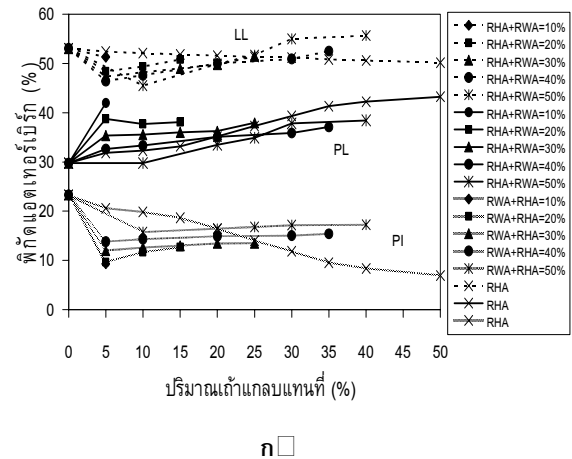 60
50
40
30
20
10
0
พิกัดแอตเทอร์เบิร์ก (%)
LL
PL
PI
0 5 10 15 20 25 30 35 40 45 50
ปริมาณเถ้าแกลบแทนที่ (%)
RHA+RWA=10%
RHA+RWA=20%
RHA+RWA=30%
RHA+RWA=40%
RHA+RWA=50%
RHA+RWA=10%
RHA+RWA=20%
RHA+RWA=30%
RHA+RWA=40%
RHA+RWA=50%
RWA+RHA=10%
RWA+RHA=20%
RWA+RHA=30%
RWA+RHA=40%
RWA+RHA=50%
RHA
RHA
RHA
ก